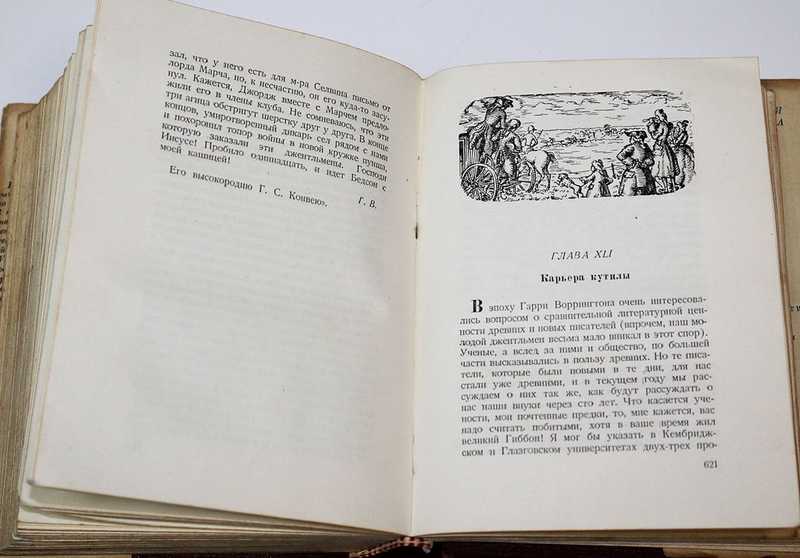 зал, что у него есть для м-ра Селвина письмо от
лорда Марча, но, к несчастию, он его куда-то засу-
нул. Кажется, Джордж вместе с Марчем предло-
жили его в члены клуба. Не сомневаюсь, что эти
три агнца обстригут шерстку друг у друга. В конце
концов, умиротворенный дикарь сел рядом с нами
и похоронил топор войны в новой кружке пунша,
которую заказали эти джентльмены. Господи
Иисусе! Пробило одиннадцать, и идет Бедсон с
моей кашицей!
Г. В.
Его высокородию Г. С. Конвею».
ГЛАВА XLI
Карьера кутилы
В эпоху Гарри Воррингтона очень интересова-
лись вопросом о сравнительной литературной цен-
ности древних и новых писателей (впрочем, наш мо-
лодой джентльмен весьма мало вникал в этот спор).
Ученые, а вслед за ними и общество, по большей
части высказывались в пользу древних. Но те писа-
тели, которые были новыми в те дни, для нас
стали уже древними, и в текущем году мы рас-
суждаем о них так же, как будут рассуждать о
нас наши внуки через сто лет. Что касается уче-
ности, мои почтенные предки, то, мне кажется, вас
надо считать побитыми, хотя в ваше время жил
великий Гиббон! Я мог бы указать в Кембридж-
ском и Глазговском университетах двух-трех про-
621